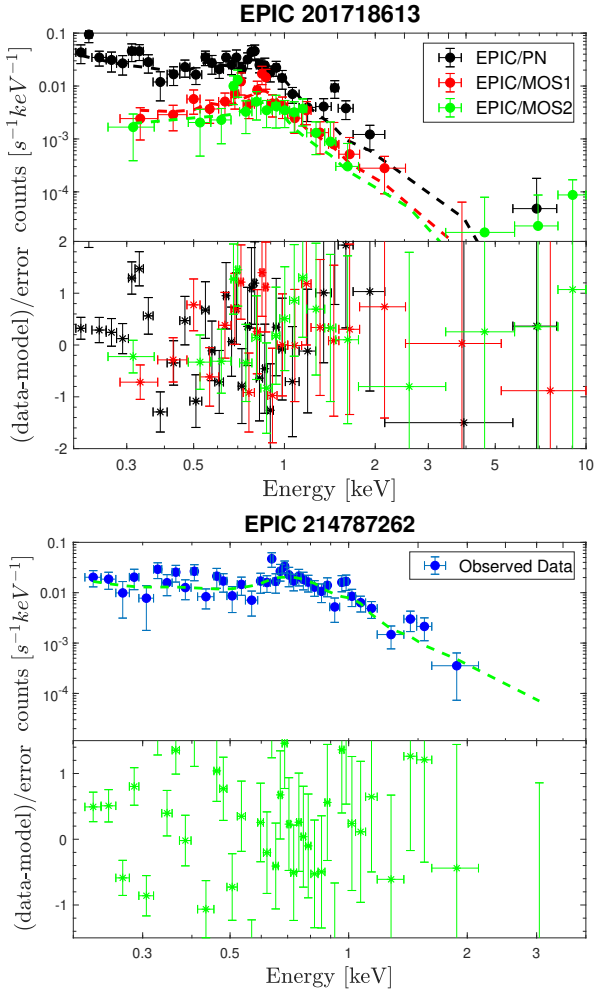 EPIC 201718613
counts [s⁻¹keV⁻¹]
0.1
0.01
10⁻³
10⁻⁴
EPIC/PN
EPIC/MOS1
EPIC/MOS2
(data-model)/error
2
1
0
-1
-2
0.3 0.5 1 2 3 5 10
Energy [keV]
EPIC 214787262
counts [s⁻¹keV⁻¹]
0.1
0.01
10⁻³
10⁻⁴
Observed Data
(data-model)/error
1
0
-1
0.3 0.5 1 2 3
Energy [keV]